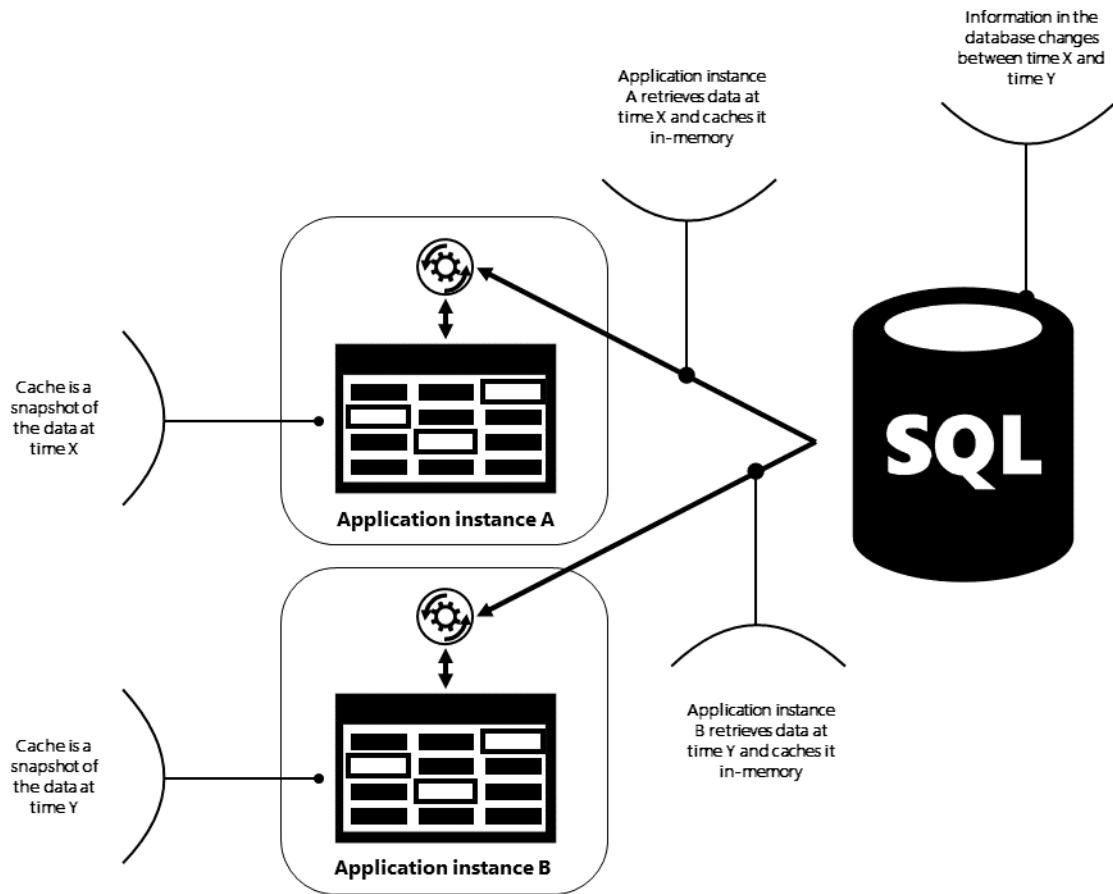 Information in the
database changes
between time X and
time Y
Application instance
A retrieves data at
time X and caches it
in-memory
Cache is a
snapshot of
the data at
time X
SQL
Application instance A
Application instance
B retrieves data at
time Y and caches it
in-memory
Cache is a
snapshot of
the data at
time Y
Application instance B